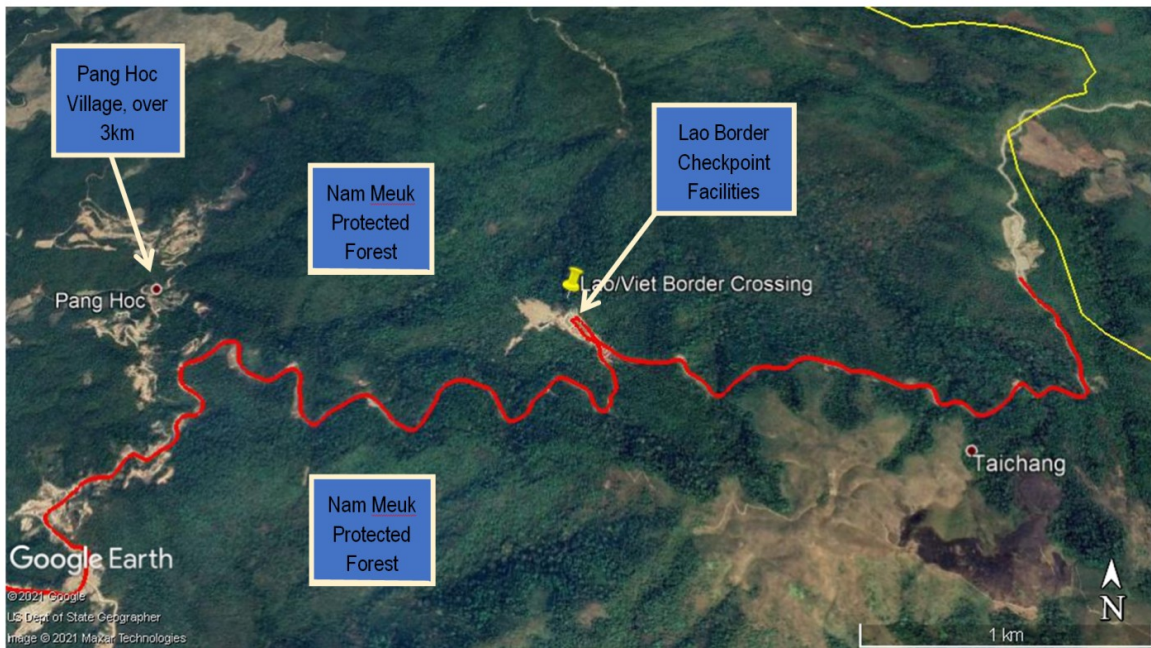 Pang Hoc
Village, over
3km
Nam Meuk
Protected
Forest
Lao Border
Checkpoint
Facilities
Lao/Viet Border Crossing
Pang Hoc
Taichang
Nam Meuk
Protected
Forest
Google Earth
© 2021 Google
US Dept of State Geographer
Image © 2021 Maxar Technologies
N
1 km